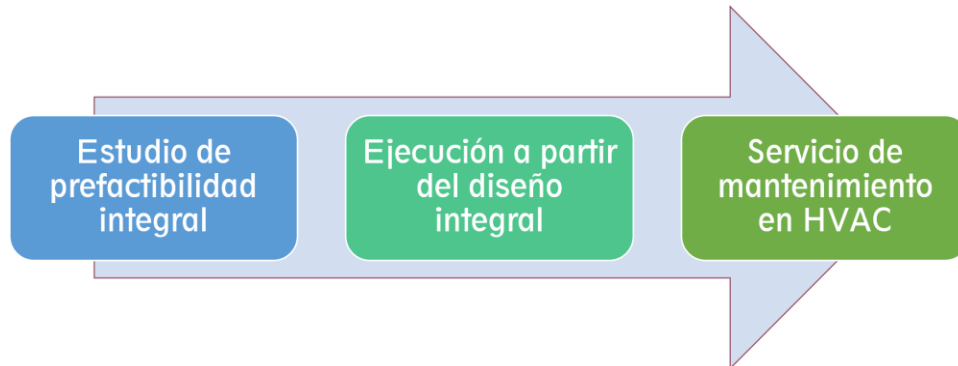 Estudio de
prefactibilidad
integral
Ejecución a partir
del diseño
integral
Servicio de
mantenimiento
en HVAC